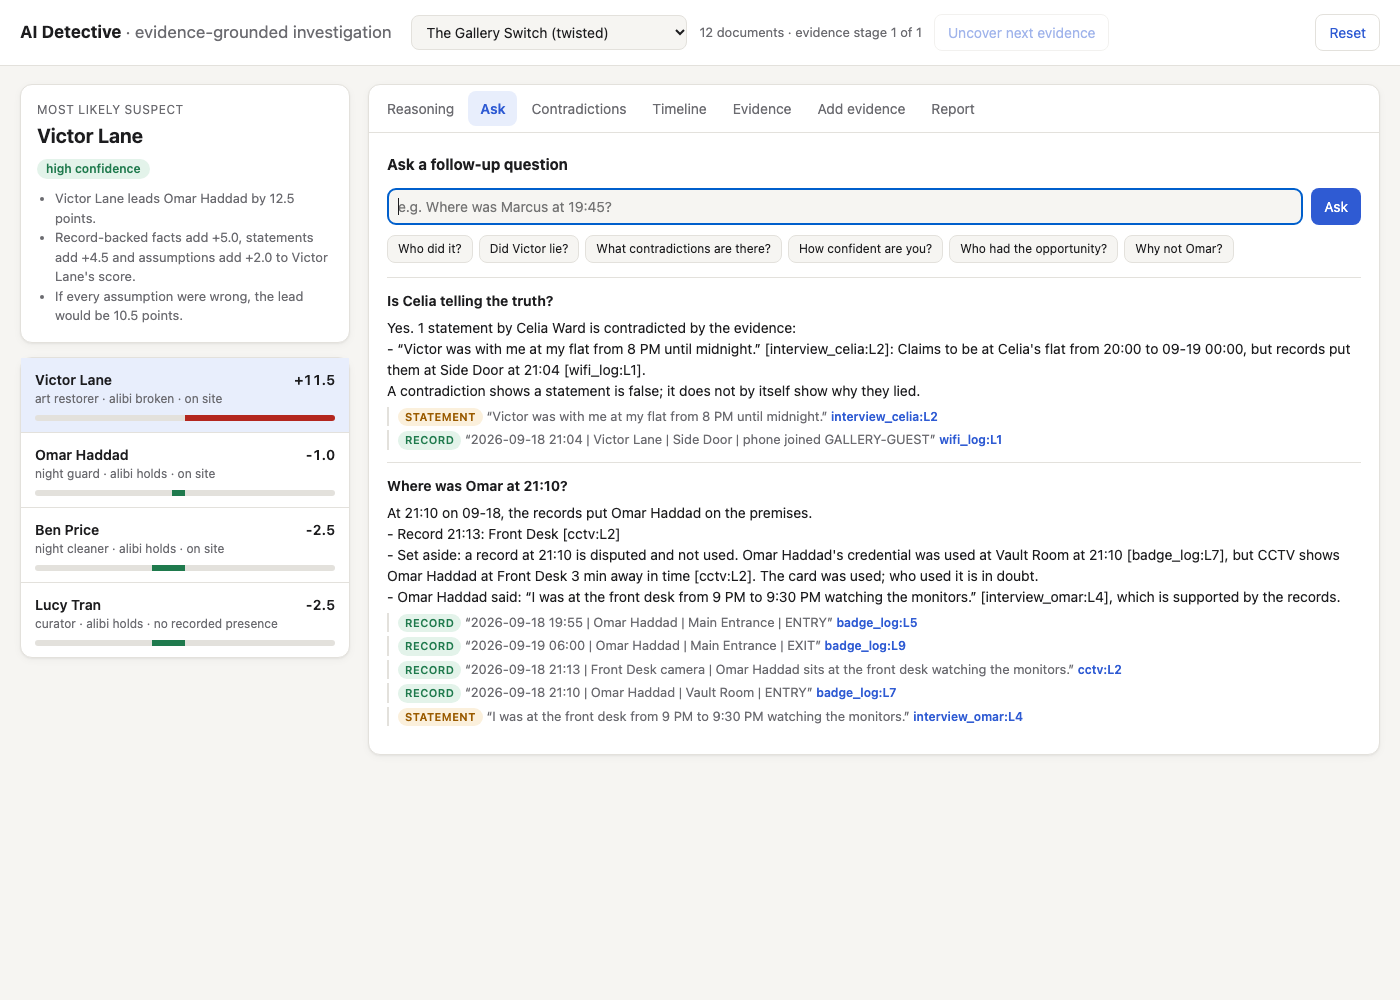 AI Detective · evidence-grounded investigation
The Gallery Switch (twisted)
12 documents · evidence stage 1 of 1
Uncover next evidence
Reset
MOST LIKELY SUSPECT
Victor Lane
high confidence
• Victor Lane leads Omar Haddad by 12.5
points.
• Record-backed facts add +5.0, statements
add +4.5 and assumptions add +2.0 to Victor
Lane's score.
• If every assumption were wrong, the lead
would be 10.5 points.
Victor Lane +11.5
art restorer · alibi broken · on site
Omar Haddad -1.0
night guard · alibi holds · on site
Ben Price -2.5
night cleaner · alibi holds · on site
Lucy Tran -2.5
curator · alibi holds · no recorded presence
Reasoning Ask Contradictions Timeline Evidence Add evidence Report
Ask a follow-up question
e.g. Where was Marcus at 19:45?
Ask
Who did it? Did Victor lie? What contradictions are there? How confident are you? Who had the opportunity? Why not Omar?
Is Celia telling the truth?
Yes. 1 statement by Celia Ward is contradicted by the evidence:
- “Victor was with me at my flat from 8 PM until midnight.” [interview_celia:L2]: Claims to be at Celia's flat from 20:00 to 09-19 00:00, but records put
them at Side Door at 21:04 [wifi_log:L1].
A contradiction shows a statement is false; it does not by itself show why they lied.
STATEMENT “Victor was with me at my flat from 8 PM until midnight.” interview_celia:L2
RECORD “2026-09-18 21:04 | Victor Lane | Side Door | phone joined GALLERY-GUEST” wifi_log:L1
Where was Omar at 21:10?
At 21:10 on 09-18, the records put Omar Haddad on the premises.
- Record 21:13: Front Desk [cctv:L2]
- Set aside: a record at 21:10 is disputed and not used. Omar Haddad's credential was used at Vault Room at 21:10 [badge_log:L7], but CCTV shows
Omar Haddad at Front Desk 3 min away in time [cctv:L2]. The card was used; who used it is in doubt.
- Omar Haddad said: “I was at the front desk from 9 PM to 9:30 PM watching the monitors.” [interview_omar:L4], which is supported by the records.
RECORD “2026-09-18 19:55 | Omar Haddad | Main Entrance | ENTRY” badge_log:L5
RECORD “2026-09-19 06:00 | Omar Haddad | Main Entrance | EXIT” badge_log:L9
RECORD “2026-09-18 21:13 | Front Desk camera | Omar Haddad sits at the front desk watching the monitors.” cctv:L2
RECORD “2026-09-18 21:10 | Omar Haddad | Vault Room | ENTRY” badge_log:L7
STATEMENT “I was at the front desk from 9 PM to 9:30 PM watching the monitors.” interview_omar:L4